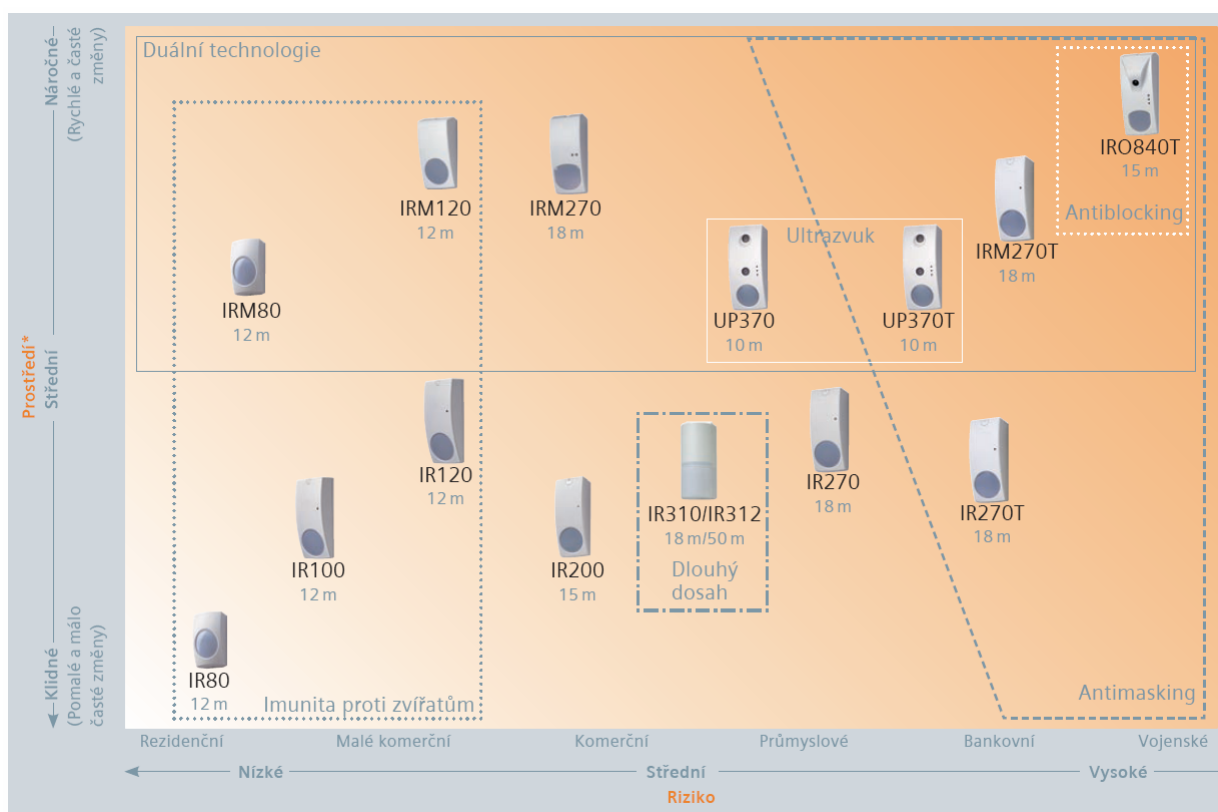 Náročné
(Rychlé a časté
změny)
Prostředí*
Střední
Klidné
(Pomalé a málo
časté změny)
Duální technologie
IRO840T
15 m
Antiblocking
IRM120
12 m
IRM270
18 m
IRM270T
18 m
Ultrazvuk
IRM80
12 m
UP370
10 m
UP370T
10 m
IR120
12 m
IR270
18 m
IR310/IR312
18 m/50 m
Dlouhý
dosah
IR270T
18 m
IR100
12 m
IR200
15 m
IR80
12 m
Imunita proti zvířatům
Antimasking
Rezidenční
Malé komerční
Komerční
Průmyslové
Bankovní
Vojenské
Nízké
Střední
Vysoké
Riziko